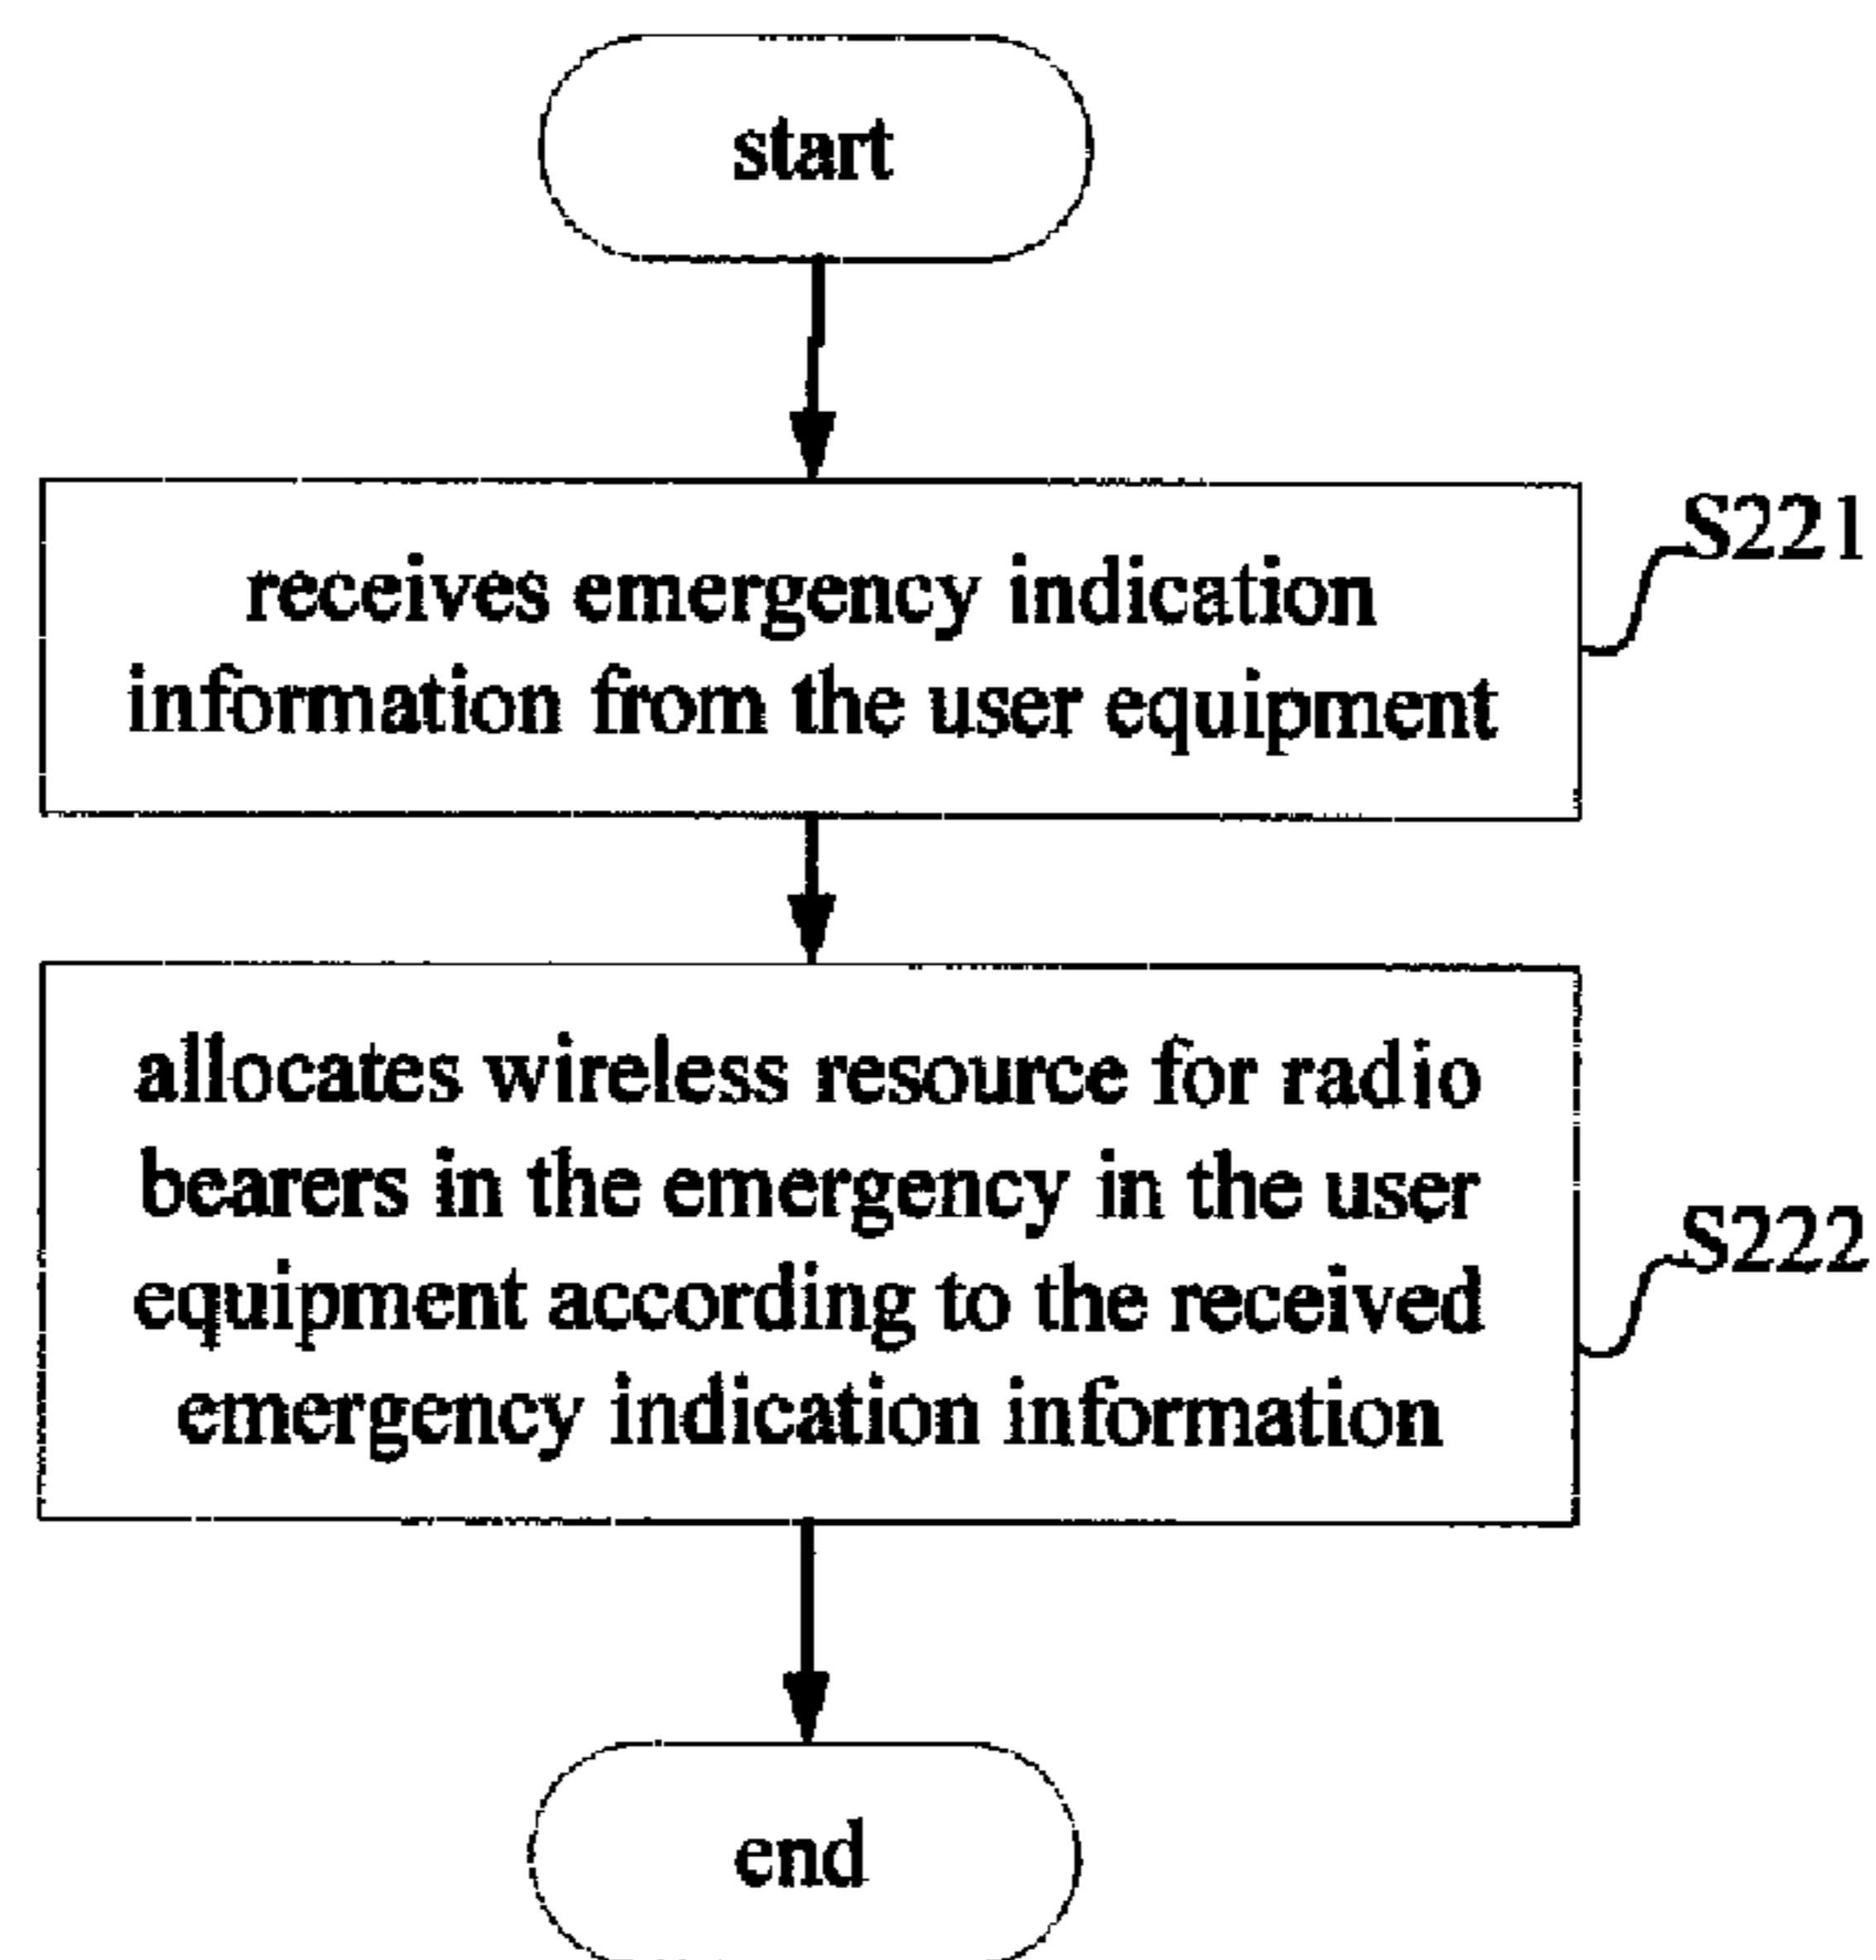 start
S221
receives emergency indication
information from the user equipment
allocates wireless resource for radio
bearers in the emergency in the user
S222
equipment according to the received
emergency indication information
end